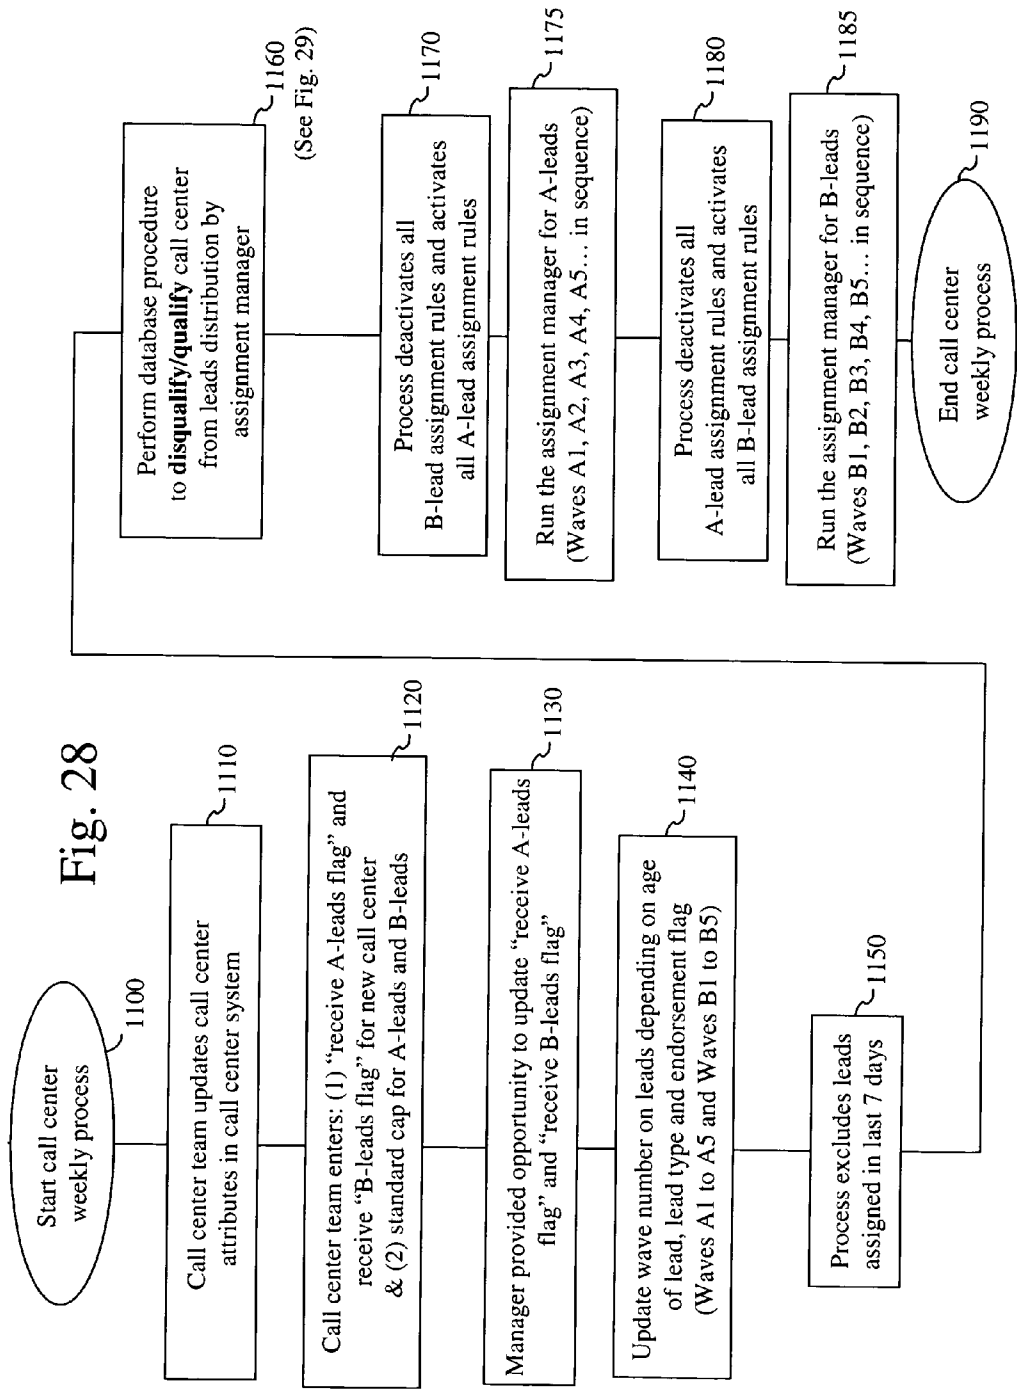 Fig. 28
Start call center
weekly process
1100
Call center team updates call center
attributes in call center system
1110
Call center team enters: (1) “receive A-leads flag” and
receive “B-leads flag” for new call center
& (2) standard cap for A-leads and B-leads
1120
Manager provided opportunity to update “receive A-leads
flag” and “receive B-leads flag”
1130
Update wave number on leads depending on age
of lead, lead type and endorsement flag
(Waves A1 to A5 and Waves B1 to B5)
1140
Process excludes leads
assigned in last 7 days
1150
Perform database procedure
to disqualify/qualify call center
from leads distribution by
assignment manager
1160
(See Fig. 29)
Process deactivates all
B-lead assignment rules and activates
all A-lead assignment rules
1170
Run the assignment manager for A-leads
(Waves A1, A2, A3, A4, A5... in sequence)
1175
Process deactivates all
A-lead assignment rules and activates
all B-lead assignment rules
1180
Run the assignment manager for B-leads
(Waves B1, B2, B3, B4, B5... in sequence)
1185
End call center
weekly process
1190